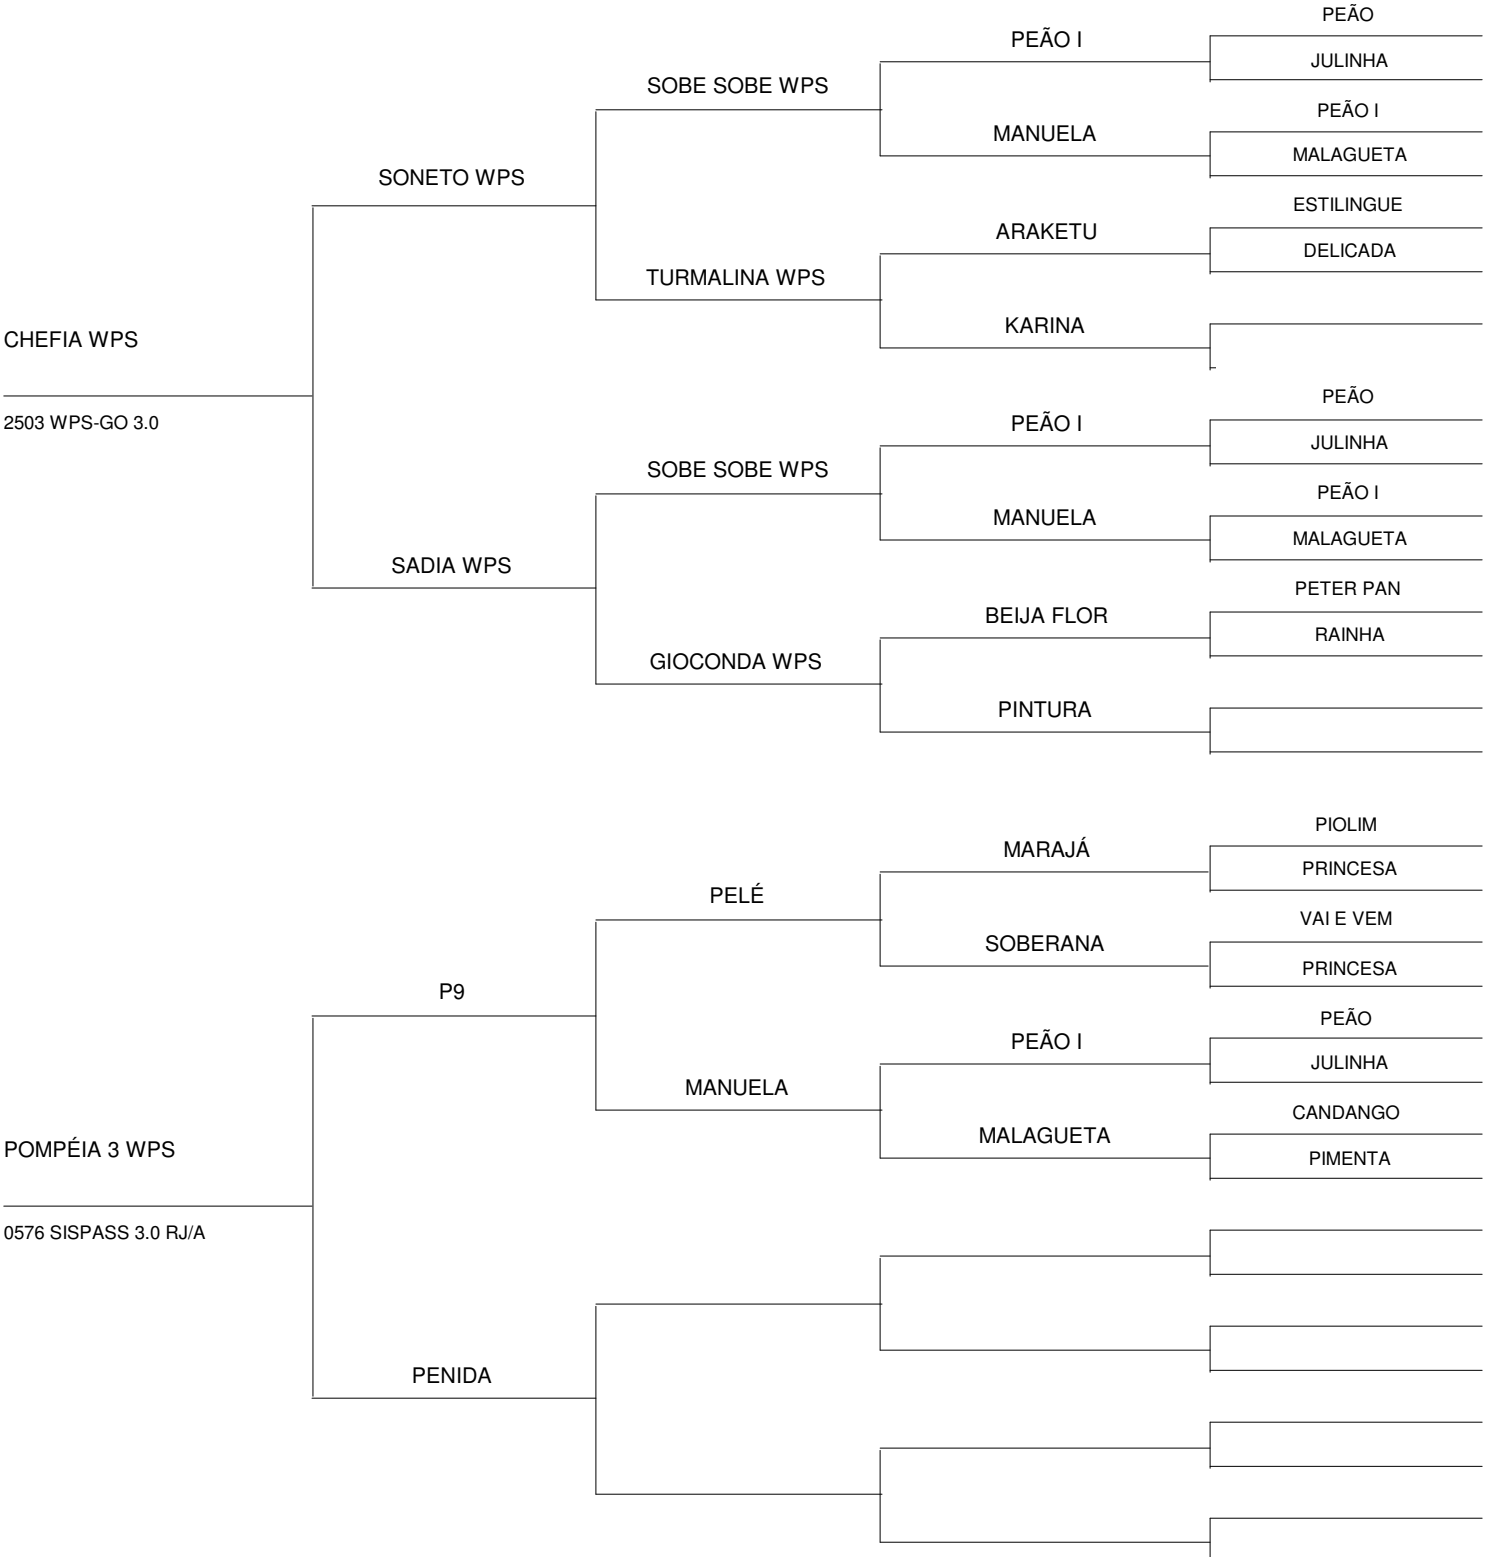 PEÃO
PEÃO I
JULINHA
SOBE SOBE WPS
PEÃO I
MANUELA
MALAGUETA
SONETO WPS
ESTILINGUE
ARAKETU
DELICADA
TURMALINA WPS
KARINA
CHEFIA WPS
PEÃO
2503 WPS-GO 3.0
PEÃO I
JULINHA
SOBE SOBE WPS
PEÃO I
MANUELA
MALAGUETA
SADIA WPS
PETER PAN
BEIJA FLOR
RAINHA
GIOCONDA WPS
PINTURA
PIOLIM
MARAJÁ
PRINCESA
PELÉ
VAI E VEM
SOBERANA
PRINCESA
P9
PEÃO
PEÃO I
JULINHA
MANUELA
CANDANGO
MALAGUETA
PIMENTA
POMPÉIA 3 WPS
0576 SISPASS 3.0 RJ/A
PENIDA